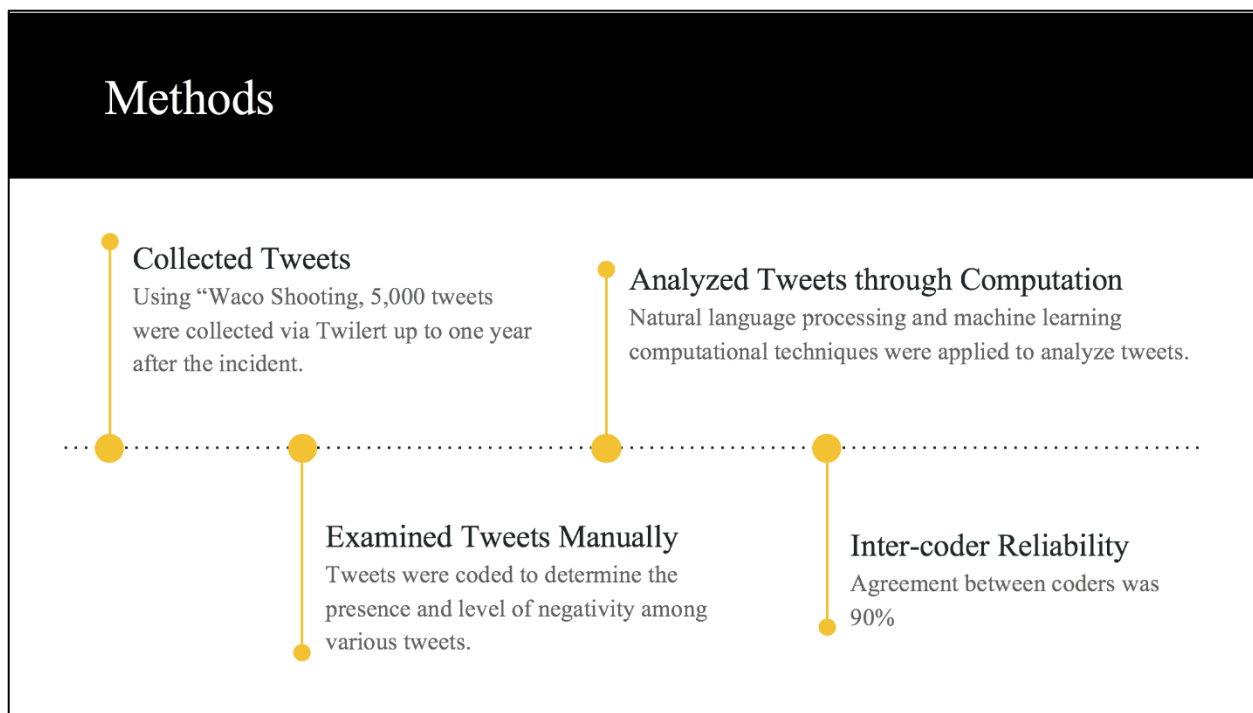 Methods
Collected Tweets
Using “Waco Shooting, 5,000 tweets
were collected via Twilert up to one year
after the incident.
Examined Tweets Manually
Tweets were coded to determine the
presence and level of negativity among
various tweets.
Analyzed Tweets through Computation
Natural language processing and machine learning
computational techniques were applied to analyze tweets.
Inter-coder Reliability
Agreement between coders was
90%